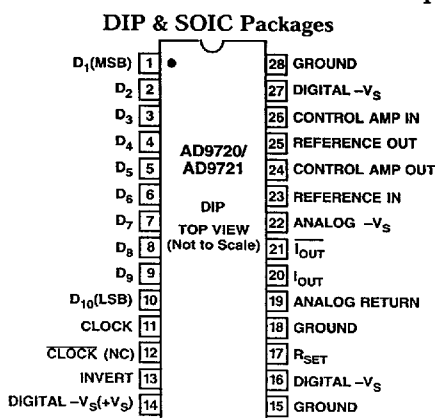 DIP & SOIC Packages
D1(MSB) 1
D2 2
D3 3
D4 4
D5 5
D6 6
D7 7
D8 8
D9 9
D10(LSB) 10
CLOCK 11
CLOCK (NC) 12
INVERT 13
DIGITAL –VS(+VS) 14
AD9720/
AD9721
DIP
TOP VIEW
(Not to Scale)
28 GROUND
27 DIGITAL –VS
26 CONTROL AMP IN
25 REFERENCE OUT
24 CONTROL AMP OUT
23 REFERENCE IN
22 ANALOG –VS
21 IOUT
20 IOUT
19 ANALOG RETURN
18 GROUND
17 RSET
16 DIGITAL –VS
15 GROUND